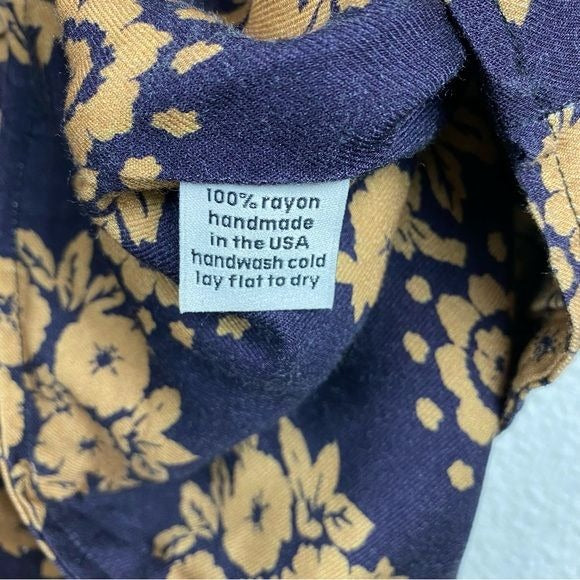 100% rayon
handmade
in the USA
handwash cold
lay flat to dry